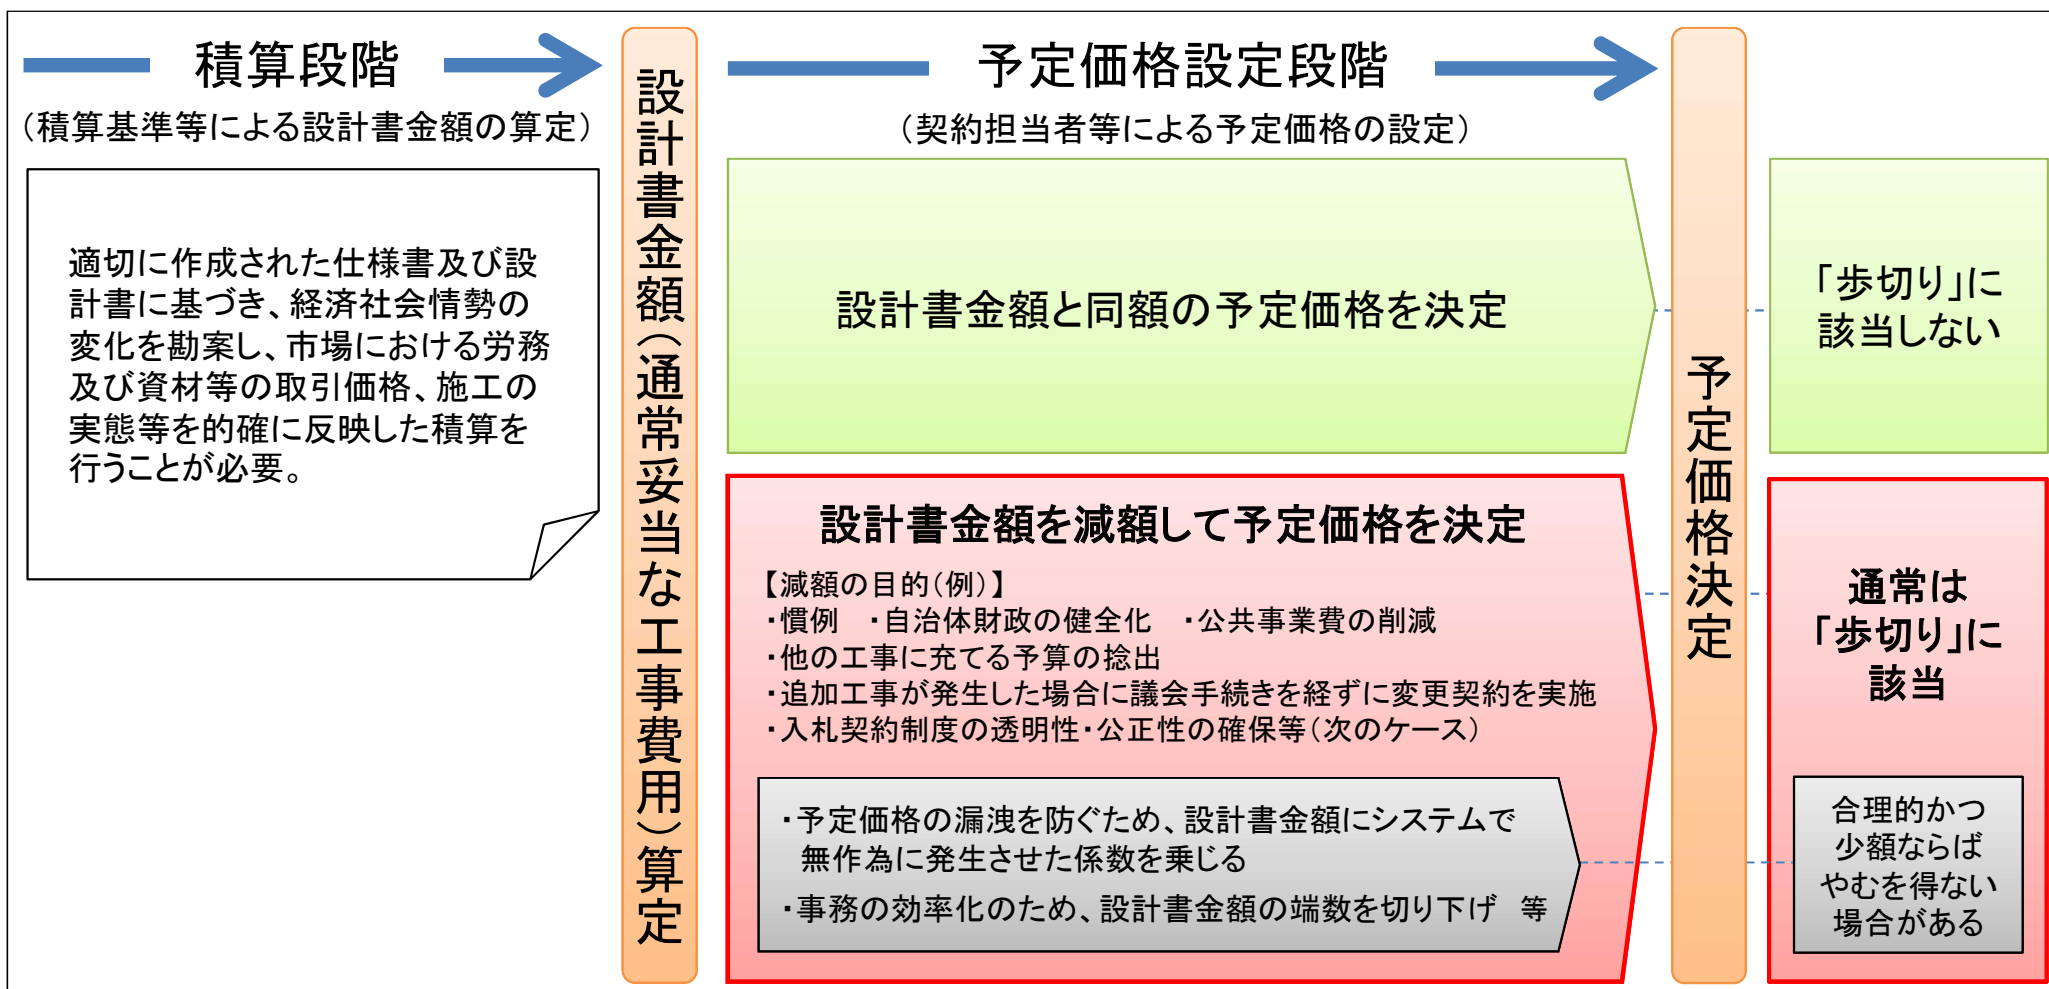 積算段階
（積算基準等による設計書金額の算定）
適切に作成された仕様書及び設
計書に基づき、経済社会情勢の
変化を勘案し、市場における労務
及び資材等の取引価格、施工の
実態等を的確に反映した積算を
行うことが必要。
設計書金額（通常妥当な工事費用）算定
予定価格設定段階
（契約担当者等による予定価格の設定）
設計書金額と同額の予定価格を決定
設計書金額を減額して予定価格を決定
【減額の目的（例）】
・慣例　・自治体財政の健全化　・公共事業費の削減
・他の工事に充てる予算の捻出
・追加工事が発生した場合に議会手続きを経ずに変更契約を実施
・入札契約制度の透明性・公正性の確保等（次のケース）
・予定価格の漏洩を防ぐため、設計書金額にシステムで
無作為に発生させた係数を乗じる
・事務の効率化のため、設計書金額の端数を切り下げ　等
予定価格決定
「歩切り」に
該当しない
通常は
「歩切り」に
該当
合理的かつ
少額ならば
やむを得ない
場合がある